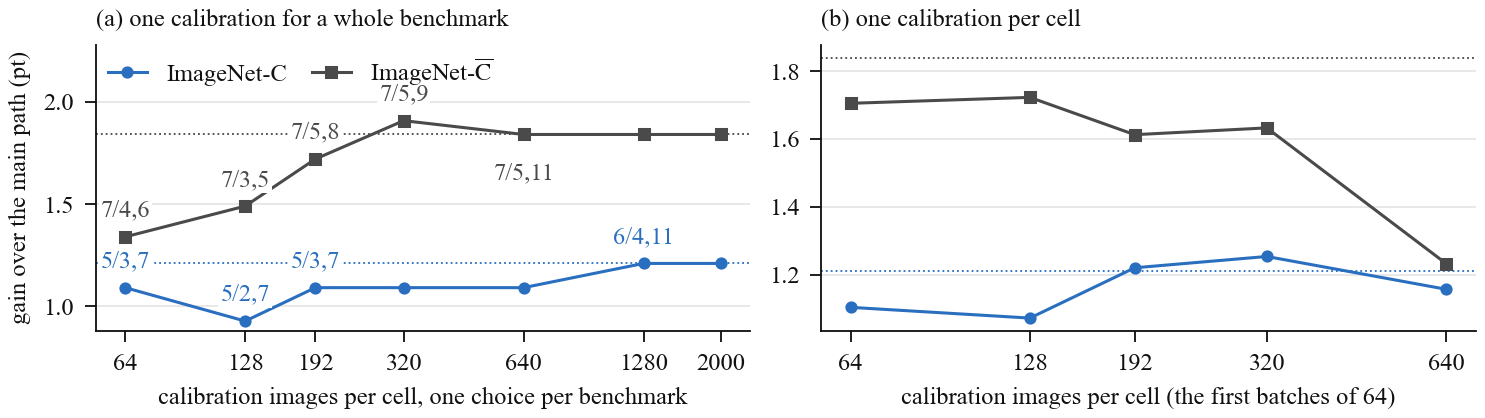 (a) one calibration for a whole benchmark
gain over the main path (pt)
ImageNet-C
ImageNet-C̅
2.0
1.5
1.0
7/4,6
7/3,5
7/5,8
7/5,9
7/5,11
5/3,7
5/2,7
5/3,7
6/4,11
64 128 192 320 640 1280 2000
calibration images per cell, one choice per benchmark
(b) one calibration per cell
1.8
1.6
1.4
1.2
64 128 192 320 640
calibration images per cell (the first batches of 64)